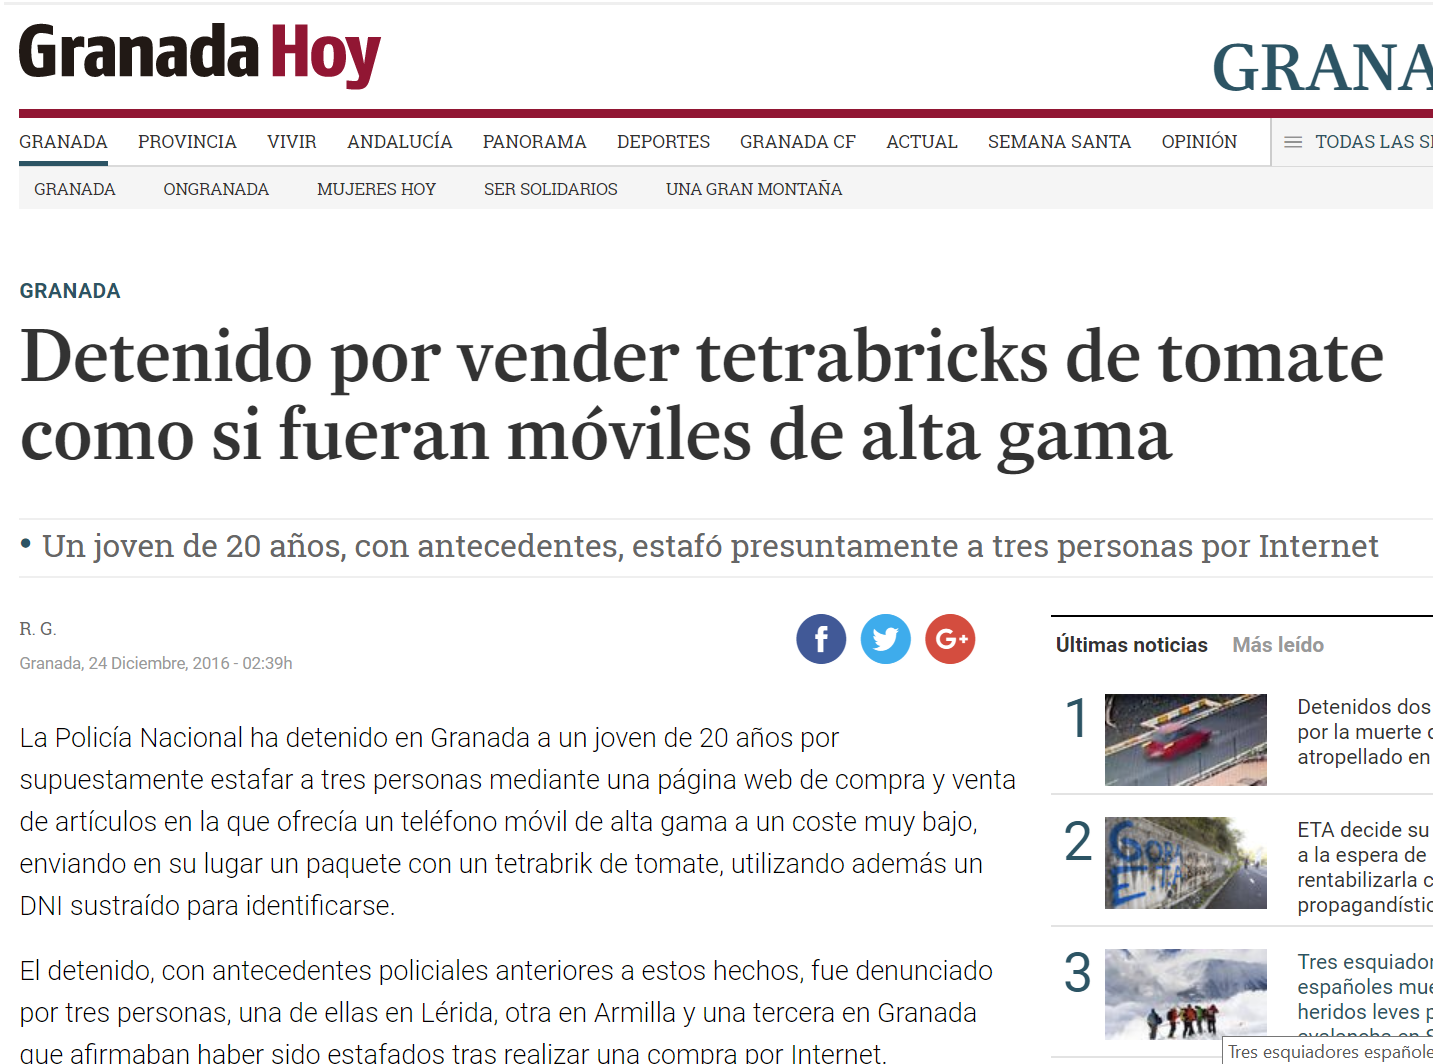 Granada Hoy
GRANA
GRANADA PROVINCIA VIVIR ANDALUCÍA PANORAMA DEPORTES GRANADA CF ACTUAL SEMANA SANTA OPINIÓN TODAS LAS
GRANADA ONGRANADA MUJERES HOY SER SOLIDARIOS UNA GRAN MONTAÑA
GRANADA
Detenido por vender tetrabricks de tomate
como si fueran móviles de alta gama
• Un joven de 20 años, con antecedentes, estafó presuntamente a tres personas por Internet
R. G.
Granada, 24 Diciembre, 2016 - 02:39h
La Policía Nacional ha detenido en Granada a un joven de 20 años por
supuestamente estafar a tres personas mediante una página web de compra y venta
de artículos en la que ofrecía un teléfono móvil de alta gama a un coste muy bajo,
enviando en su lugar un paquete con un tetrabrik de tomate, utilizando además un
DNI sustraído para identificarse.
El detenido, con antecedentes policiales anteriores a estos hechos, fue denunciado
por tres personas, una de ellas en Lérida, otra en Armilla y una tercera en Granada
que afirmaban haber sido estafados tras realizar una compra por Internet.
Últimas noticias Más leído
1
Detenidos dos
por la muerte
atropellado en
2
GORA
ETA
ETA decide su
a la espera de
rentabilizarla c
propagandístic
3
Tres esquiador
españoles mue
heridos leves p
avalancha en S
Tres esquiadores españole